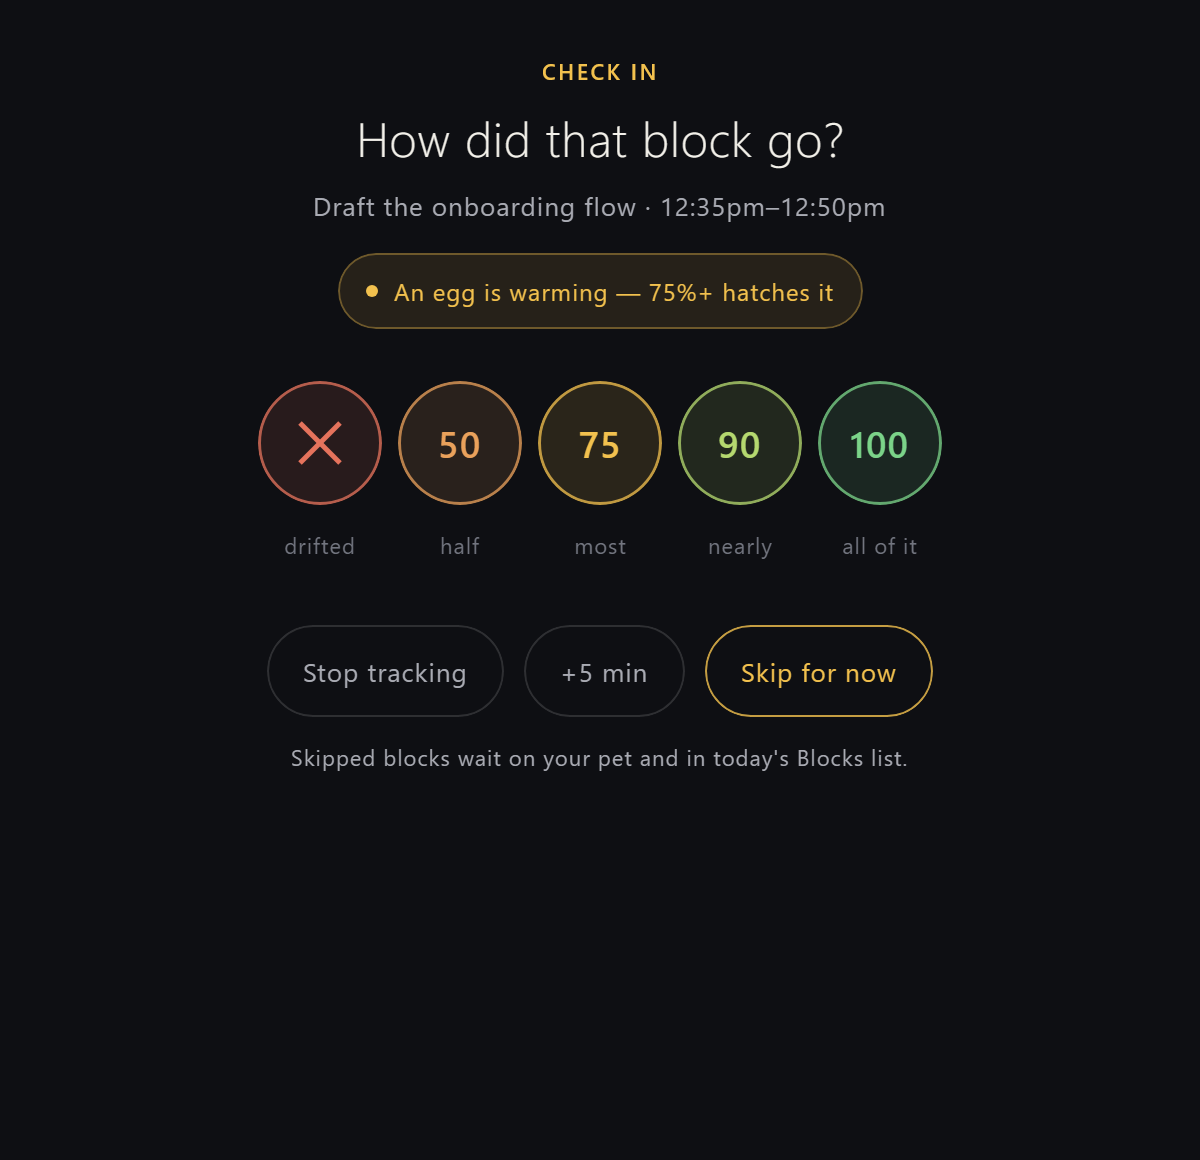 CHECK IN
How did that block go?
Draft the onboarding flow · 12:35pm–12:50pm
An egg is warming — 75%+ hatches it
50 75 90 100
drifted half most nearly all of it
Stop tracking +5 min Skip for now
Skipped blocks wait on your pet and in today's Blocks list.